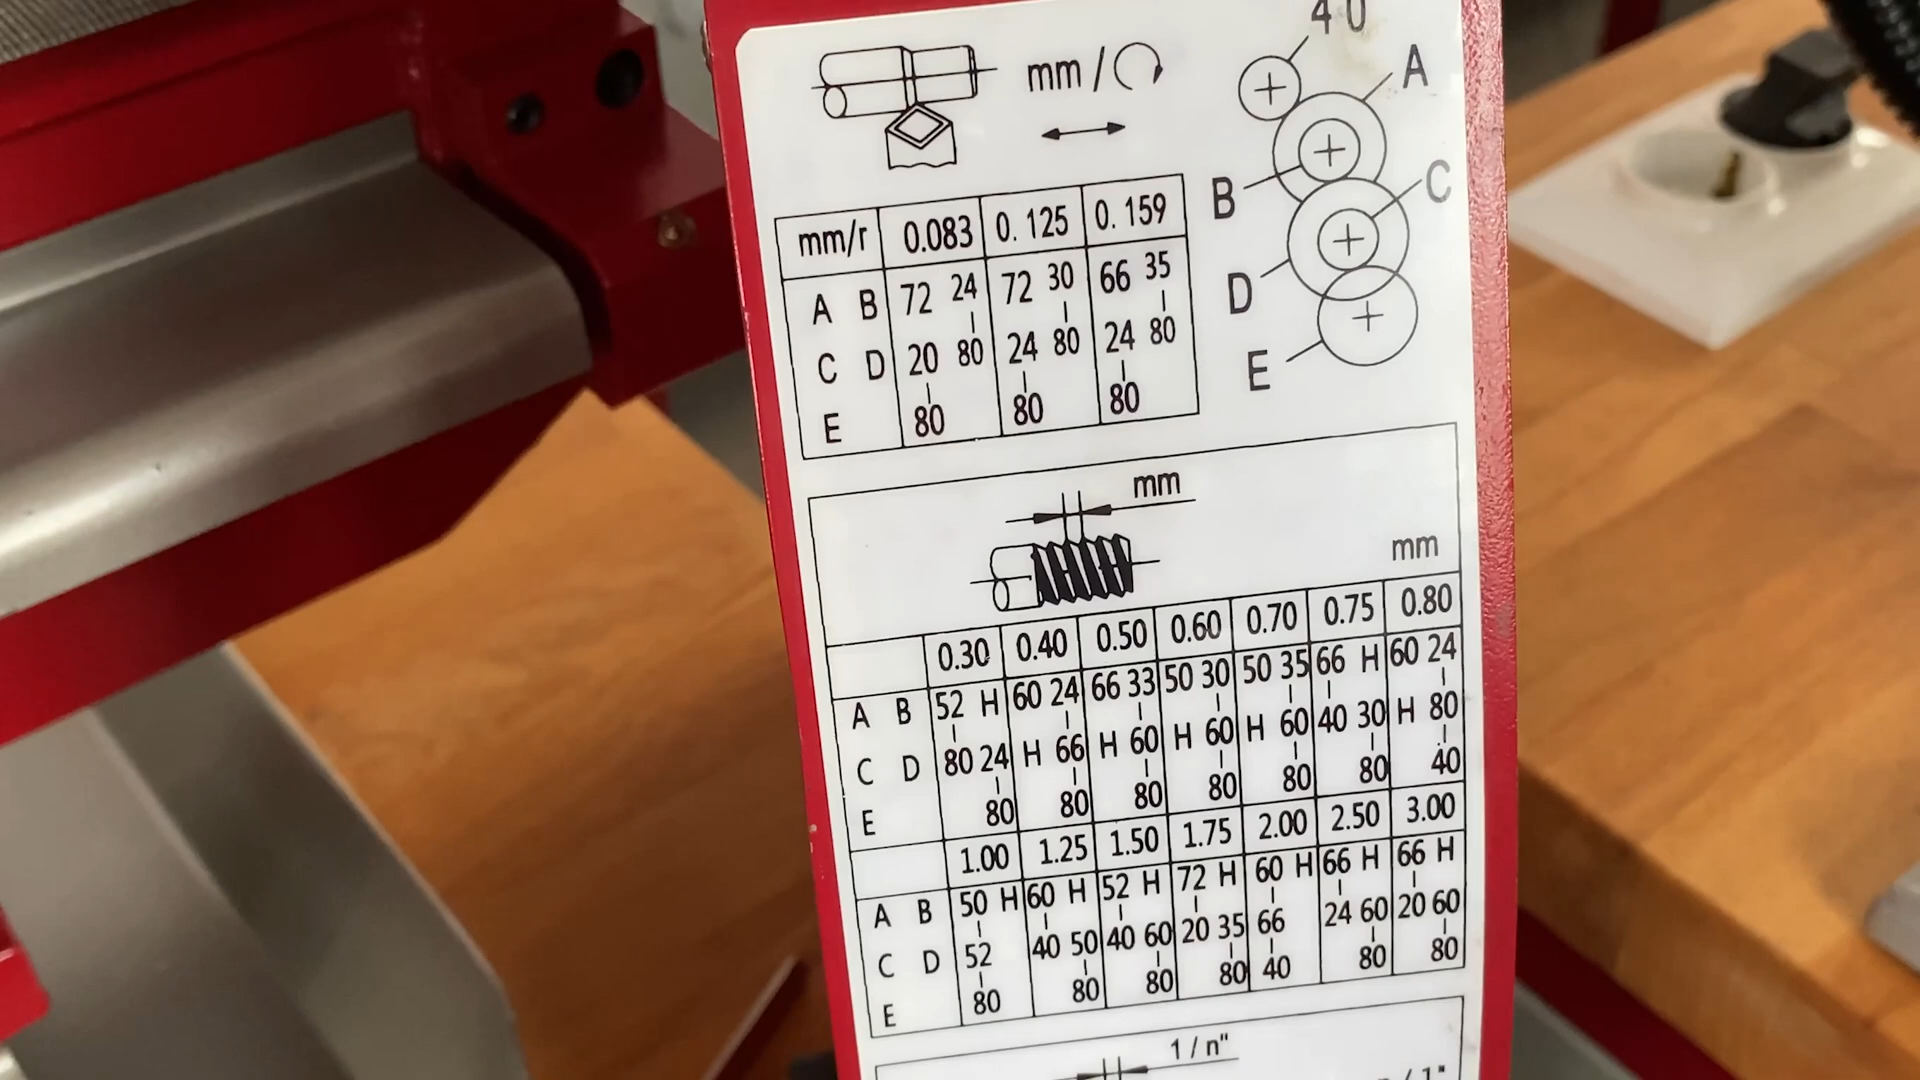 40
mm /
A
B
C
D
E
mm/r 0.083 0.125 0.159
A B 72 24 72 30 66 35
C D 20 80 24 80 24 80
E 80 80 80
mm
mm
0.30 0.40 0.50 0.60 0.70 0.75 0.80
A B 52 H 60 24 66 33 50 30 50 35 66 H 60 24
C D 80 24 H 66 H 60 H 60 H 60 40 30 H 80
E 80 80 80 80 80 80 40
1.00 1.25 1.50 1.75 2.00 2.50 3.00
A B 50 H 60 H 52 H 72 H 60 H 66 H 66 H
C D 52 40 50 40 60 20 35 66 24 60 20 60
E 80 80 80 80 40 80 80
1 / n"